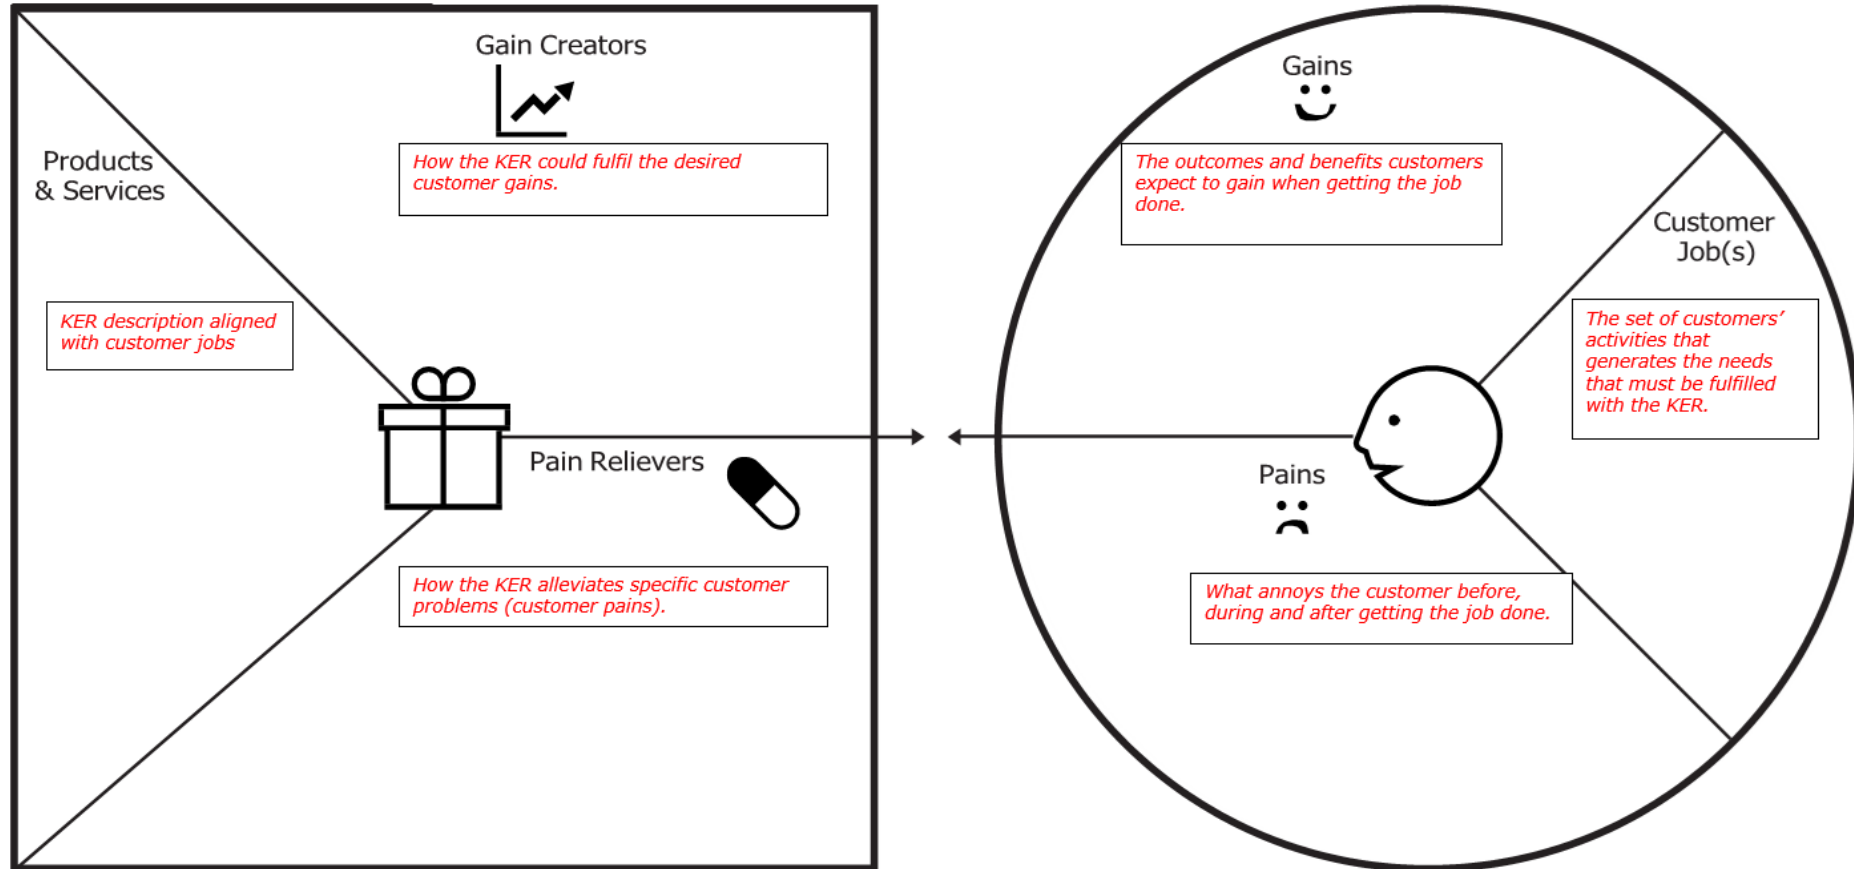 Gain Creators
How the KER could fulfil the desired
customer gains.
Products
& Services
KER description aligned
with customer jobs
Pain Relievers
How the KER alleviates specific customer
problems (customer pains).
Gains
The outcomes and benefits customers
expect to gain when getting the job
done.
Customer
Job(s)
The set of customers’
activities that
generates the needs
that must be fulfilled
with the KER.
Pains
What annoys the customer before,
during and after getting the job done.